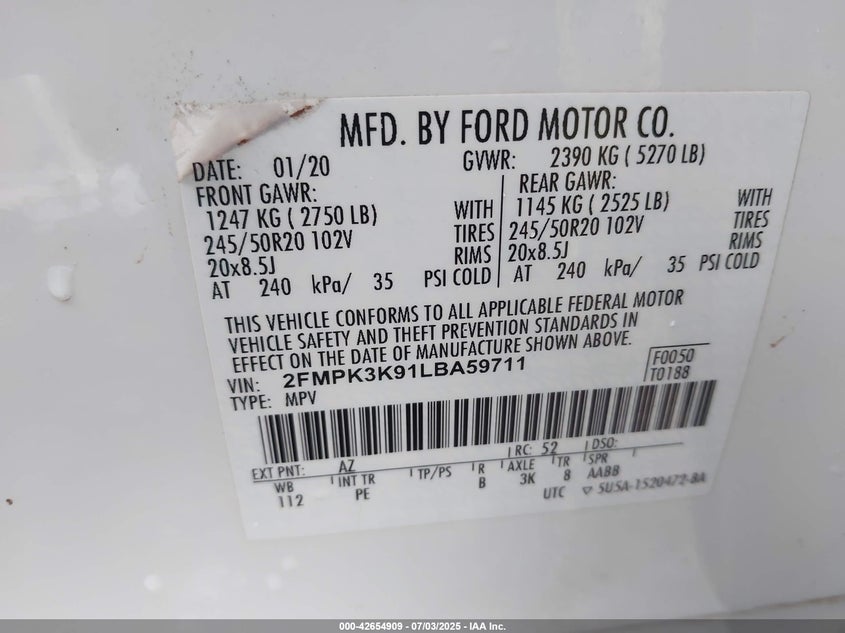 MFD. BY FORD MOTOR CO.
DATE: 01/20 GVWR: 2390 KG ( 5270 LB)
FRONT GAWR: REAR GAWR:
1247 KG ( 2750 LB) WITH 1145 KG ( 2525 LB) WITH
245/50R20 102V TIRES 245/50R20 102V TIRES
20x8.5J RIMS 20x8.5J RIMS
AT 240 kPa/ 35 PSI COLD AT 240 kPa/ 35 PSI COLD
THIS VEHICLE CONFORMS TO ALL APPLICABLE FEDERAL MOTOR
VEHICLE SAFETY AND THEFT PREVENTION STANDARDS IN
EFFECT ON THE DATE OF MANUFACTURE SHOWN ABOVE.
VIN: 2FMPK3K91LBA59711 F0050
TYPE: MPV T0188
EXT PNT: AZ RC: 52 DSO:
WB INT TR TP/PS R AXLE TR SPR
112 PE B 3K 8 AABB
UTC ▽ 5U5A-1520472-BA
000-42654909 - 07/03/2025 - IAA Inc.